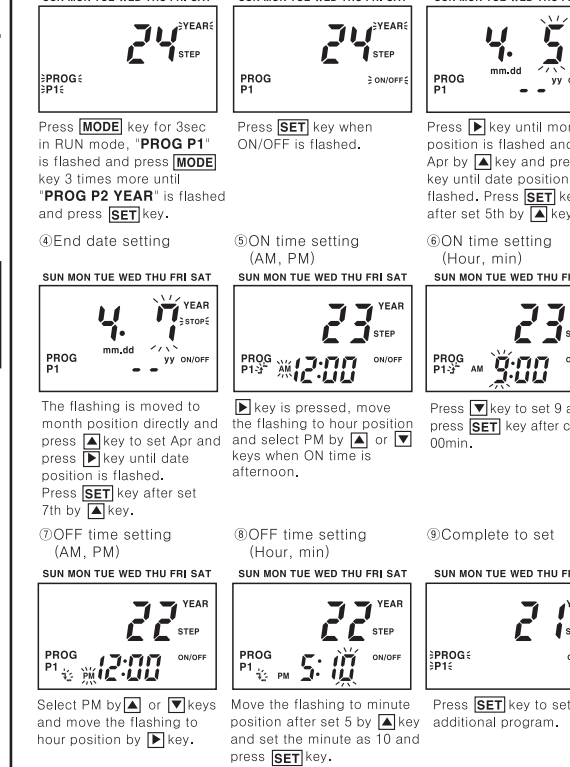 24 YEAR
STEP
PROG
P1
24 YEAR
STEP
PROG ON/OFF
P1
4. 5
mm.dd yy
PROG
P1 - -
Press MODE key for 3sec
in RUN mode, "PROG P1"
is flashed and press MODE
key 3 times more until
"PROG P2 YEAR" is flashed
and press SET key.
Press SET key when
ON/OFF is flashed.
Press ▶ key until
position is flashed
Apr by ▲ key and
key until date position
flashed. Press SET
after set 5th by ▲ key
④End date setting
SUN MON TUE WED THU FRI SAT
4. 7 YEAR
STOP
mm.dd yy ON/OFF
PROG
P1 - -
The flashing is moved to
month position directly and
press ▲ key to set Apr and
press ▶ key until date
position is flashed.
Press SET key after set
7th by ▲ key.
⑤ON time setting
(AM, PM)
SUN MON TUE WED THU FRI SAT
23 YEAR
STEP
PROG ON/OFF
P1 AM 12:00
▶ key is pressed, move
the flashing to hour position
and select PM by ▲ or ▼
keys when ON time is
afternoon.
⑥ON time setting
(Hour, min)
SUN MON TUE WED THU
23
PROG
P1 AM 9:00
Press ▼ key to set 9
press SET key after
00min.
⑦OFF time setting
(AM, PM)
SUN MON TUE WED THU FRI SAT
22 YEAR
STEP
PROG ON/OFF
P1 PM 12:00
Select PM by ▲ or ▼ keys
and move the flashing to
hour position by ▶ key.
⑧OFF time setting
(Hour, min)
SUN MON TUE WED THU FRI SAT
22 YEAR
STEP
PROG ON/OFF
P1 PM 5:10
Move the flashing to minute
position after set 5 by ▲ key
and set the minute as 10 and
press SET key.
⑨Complete to set
SUN MON TUE WED THU
21
PROG
P1
Press SET key to set
additional program.